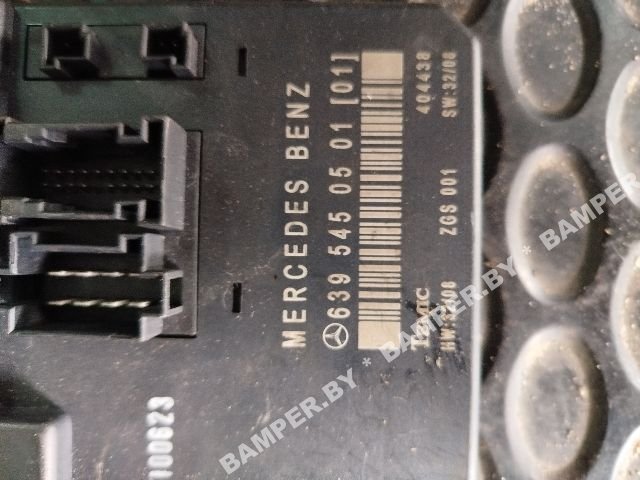 MERCEDES BENZ
639 545 05 01 [01]
404438
ZGS 001
SW:32/08
100623
BAMPER.BY * BAMPER.BY * BAMPER.BY